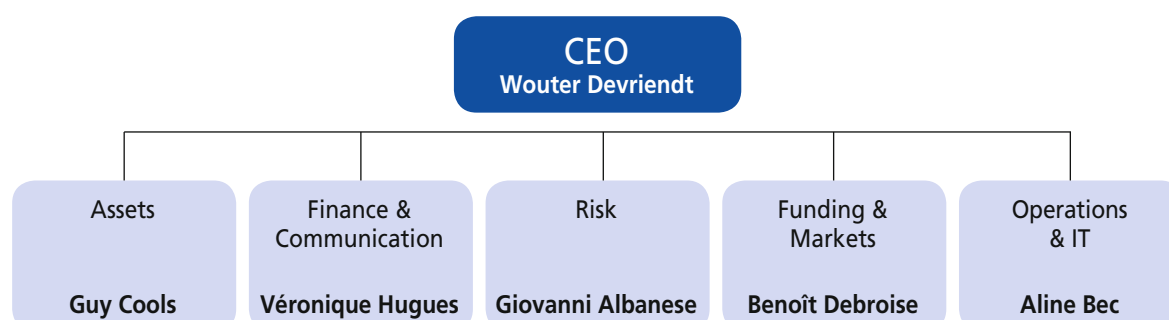 CEO
Wouter Devriendt
Assets
Guy Cools
Finance &
Communication
Véronique Hugues
Risk
Giovanni Albanese
Funding &
Markets
Benoît Debroise
Operations
& IT
Aline Bec